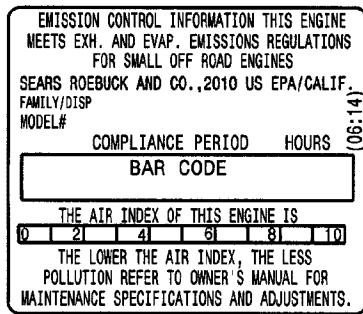 EMISSION CONTROL INFORMATION THIS ENGINE
MEETS EXH. AND EVAP. EMISSIONS REGULATIONS
FOR SMALL OFF ROAD ENGINES
SEARS ROEBUCK AND CO.,2010 US EPA/CALIF.
FAMILY/DISP
MODEL#
COMPLIANCE PERIOD HOURS
(06:14)
BAR CODE
THE AIR INDEX OF THIS ENGINE IS
0 2 4 6 8 10
THE LOWER THE AIR INDEX, THE LESS
POLLUTION REFER TO OWNER'S MANUAL FOR
MAINTENANCE SPECIFICATIONS AND ADJUSTMENTS.